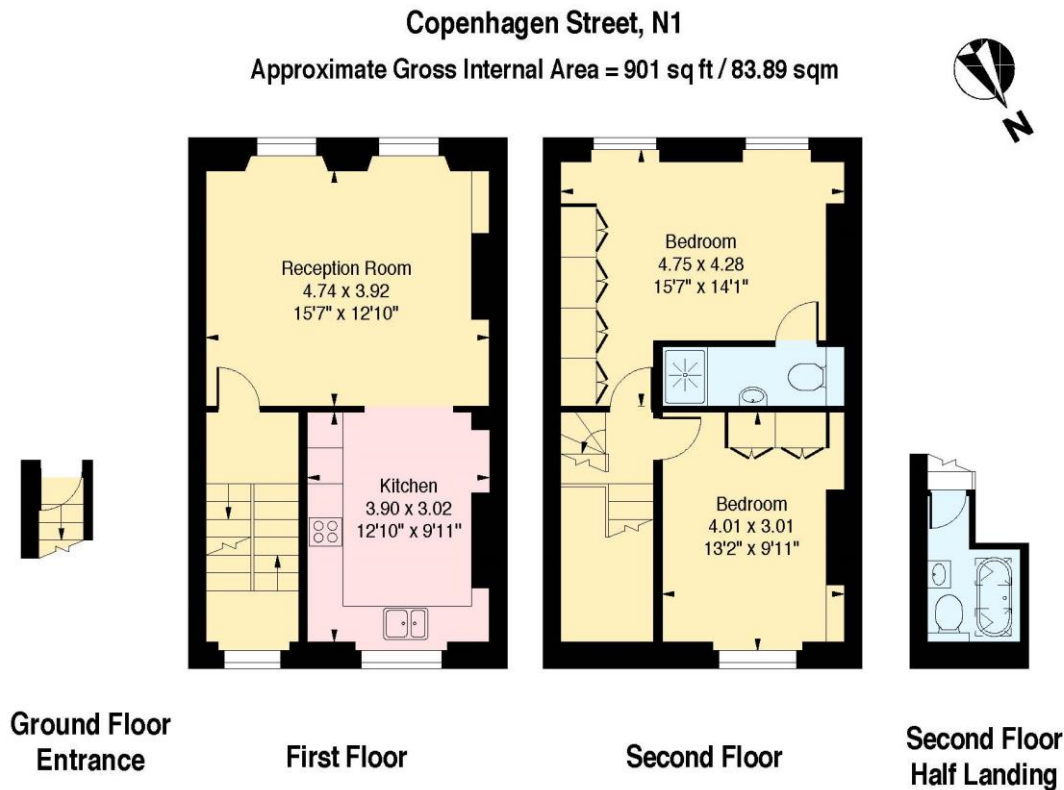 Copenhagen Street, N1
Approximate Gross Internal Area = 901 sq ft / 83.89 sqm
N
Reception Room
4.74 x 3.92
15'7" x 12'10"
Kitchen
3.90 x 3.02
12'10" x 9'11"
Bedroom
4.75 x 4.28
15'7" x 14'1"
Bedroom
4.01 x 3.01
13'2" x 9'11"
Ground Floor
Entrance
First Floor
Second Floor
Second Floor
Half Landing